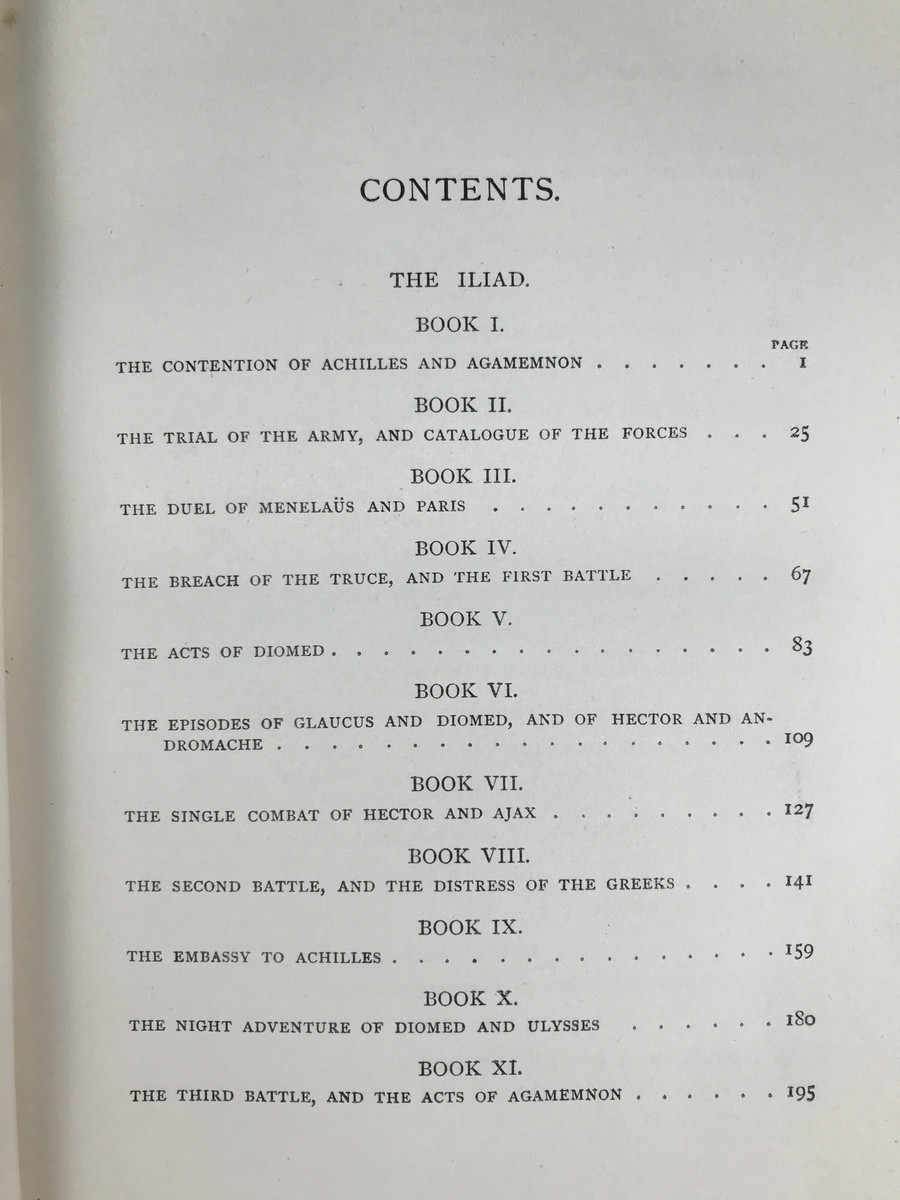 CONTENTS.
THE ILIAD.
BOOK I.
PAGE
THE CONTENTION OF ACHILLES AND AGAMEMNON . . . . . . . 1
BOOK II.
THE TRIAL OF THE ARMY, AND CATALOGUE OF THE FORCES . . . 25
BOOK III.
THE DUEL OF MENELAÜS AND PARIS . . . . . . . . . . . 51
BOOK IV.
THE BREACH OF THE TRUCE, AND THE FIRST BATTLE . . . . . 67
BOOK V.
THE ACTS OF DIOMED . . . . . . . . . . . . . . . . . 83
BOOK VI.
THE EPISODES OF GLAUCUS AND DIOMED, AND OF HECTOR AND AN-
DROMACHE . . . . . . . . . . . . . . . . . . . 109
BOOK VII.
THE SINGLE COMBAT OF HECTOR AND AJAX . . . . . . . . . 127
BOOK VIII.
THE SECOND BATTLE, AND THE DISTRESS OF THE GREEKS . . . . 141
BOOK IX.
THE EMBASSY TO ACHILLES . . . . . . . . . . . . . . . 159
BOOK X.
THE NIGHT ADVENTURE OF DIOMED AND ULYSSES . . . . . . 180
BOOK XI.
THE THIRD BATTLE, AND THE ACTS OF AGAMEMNON . . . . . . 195